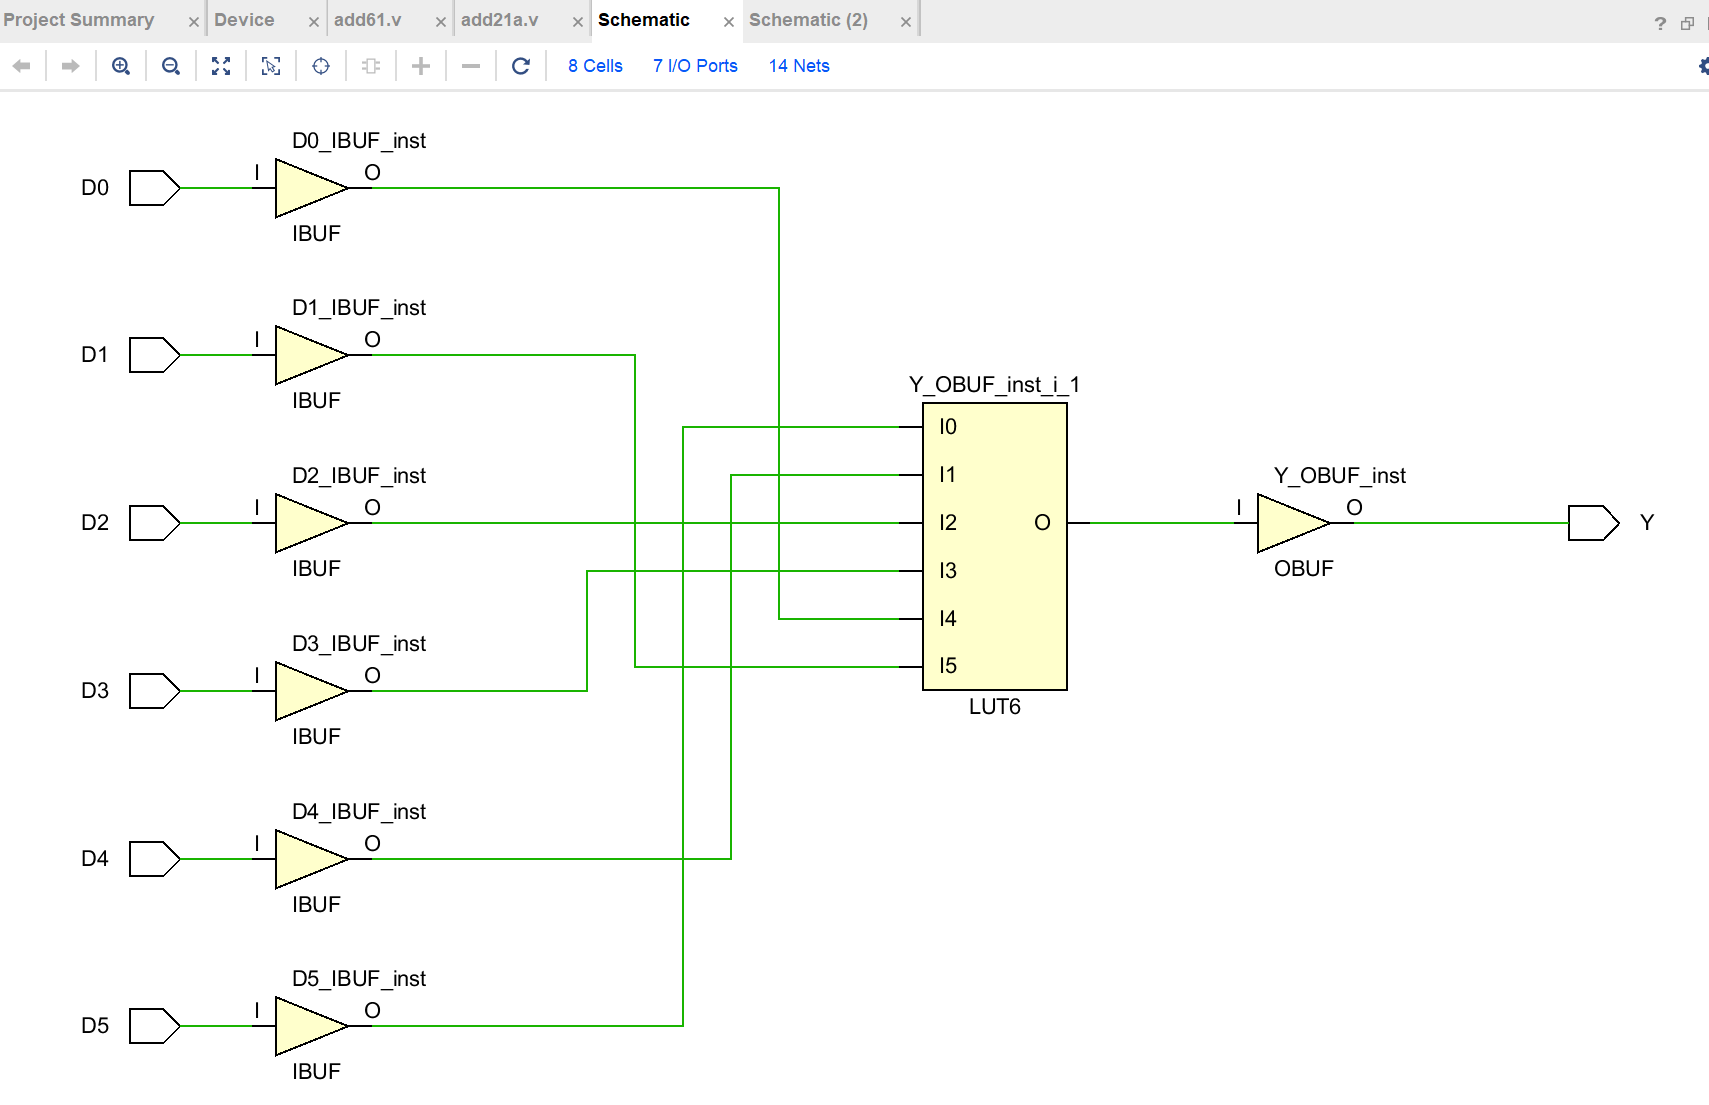 Project Summary × Device × add61.v × add21a.v × Schematic × Schematic (2) × ?
8 Cells 7 I/O Ports 14 Nets
D0_IBUF_inst
D0 I O
IBUF
D1_IBUF_inst
D1 I O
IBUF
Y_OBUF_inst_i_1
I0
I1
I2
I3
I4
I5
O
LUT6
D2_IBUF_inst
D2 I O
IBUF
Y_OBUF_inst
I O Y
OBUF
D3_IBUF_inst
D3 I O
IBUF
D4_IBUF_inst
D4 I O
IBUF
D5_IBUF_inst
D5 I O
IBUF